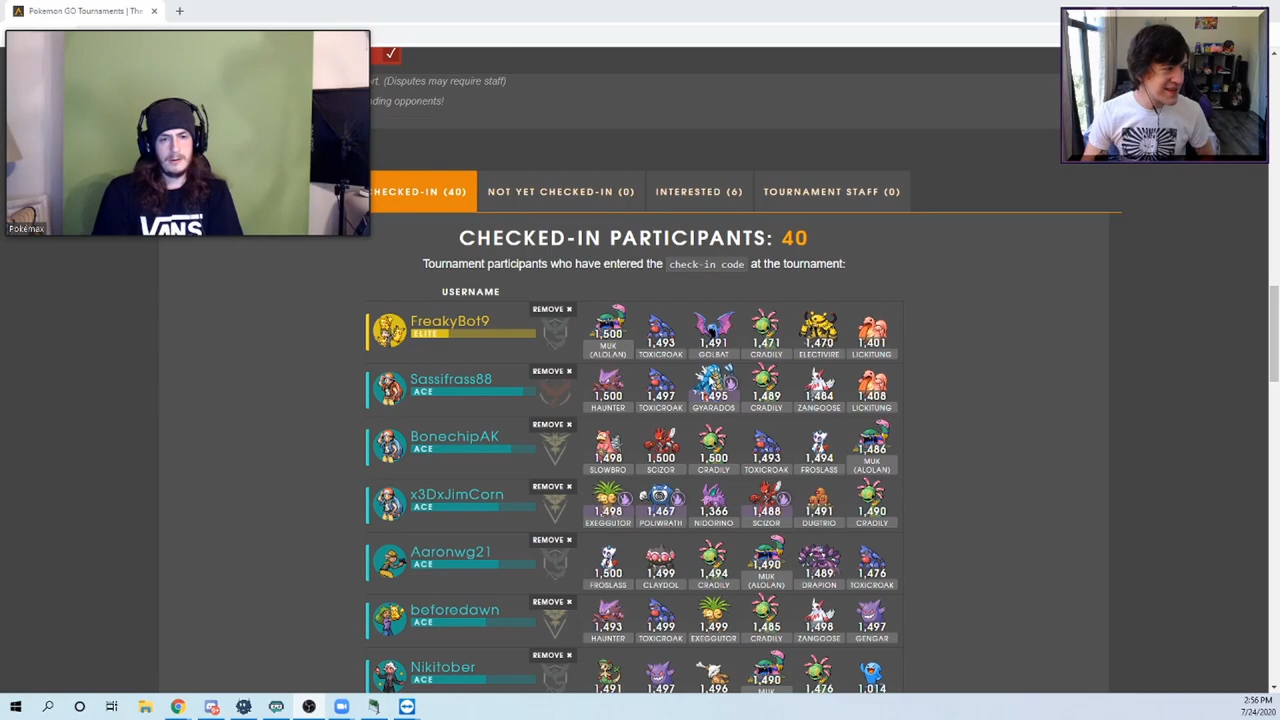 Pokemon GO Tournaments | The
rt. (Disputes may require staff)
nding opponents!
VANS
Pokémax
CHECKED-IN (40)
NOT YET CHECKED-IN (0)
INTERESTED (6)
TOURNAMENT STAFF (0)
CHECKED-IN PARTICIPANTS: 40
Tournament participants who have entered the check-in code at the tournament:
USERNAME
REMOVE ×
FreakyBot9
ELITE
1,500 1,493 1,491 1,471 1,470 1,401
MUK (ALOLAN) TOXICROAK GOLBAT CRADILY ELECTIVIRE LICKITUNG
REMOVE ×
Sassifrass88
ACE
1,500 1,497 1,495 1,489 1,484 1,408
HAUNTER TOXICROAK GYARADOS CRADILY ZANGOOSE LICKITUNG
REMOVE ×
BonechipAK
ACE
1,498 1,500 1,500 1,493 1,494 1,486
SLOWBRO SCIZOR CRADILY TOXICROAK FROSLASS MUK (ALOLAN)
REMOVE ×
x3DxJimCorn
ACE
1,498 1,467 1,366 1,488 1,491 1,490
EXEGGUTOR POLIWRATH NIDORINO SCIZOR DUGTRIO CRADILY
REMOVE ×
Aaronwg21
ACE
1,500 1,499 1,494 1,490 1,489 1,476
FROSLASS CLAYDOL CRADILY MUK (ALOLAN) DRAPION TOXICROAK
REMOVE ×
beforedawn
ACE
1,493 1,499 1,499 1,485 1,498 1,497
HAUNTER TOXICROAK EXEGGUTOR CRADILY ZANGOOSE GENGAR
REMOVE ×
Nikitober
ACE
1,491 1,497 1,496 1,490 1,476 1,014
MUK
2:56 PM
7/24/2020